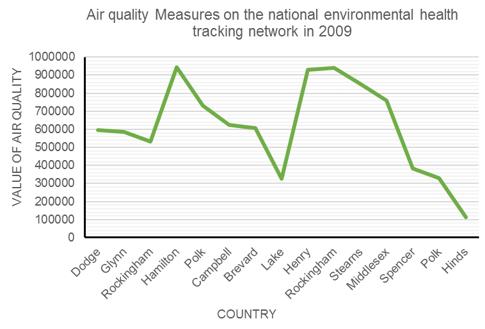 Air quality Measures on the national environmental health
tracking network in 2009
VALUE OF AIR QUALITY
1000000
900000
800000
700000
600000
500000
400000
300000
200000
100000
0
Dodge
Glynn
Rockingham
Hamilton
Polk
Campbell
Brevard
Lake
Henry
Rockingham
Stearns
Middlesex
Spencer
Polk
Hinds
COUNTRY